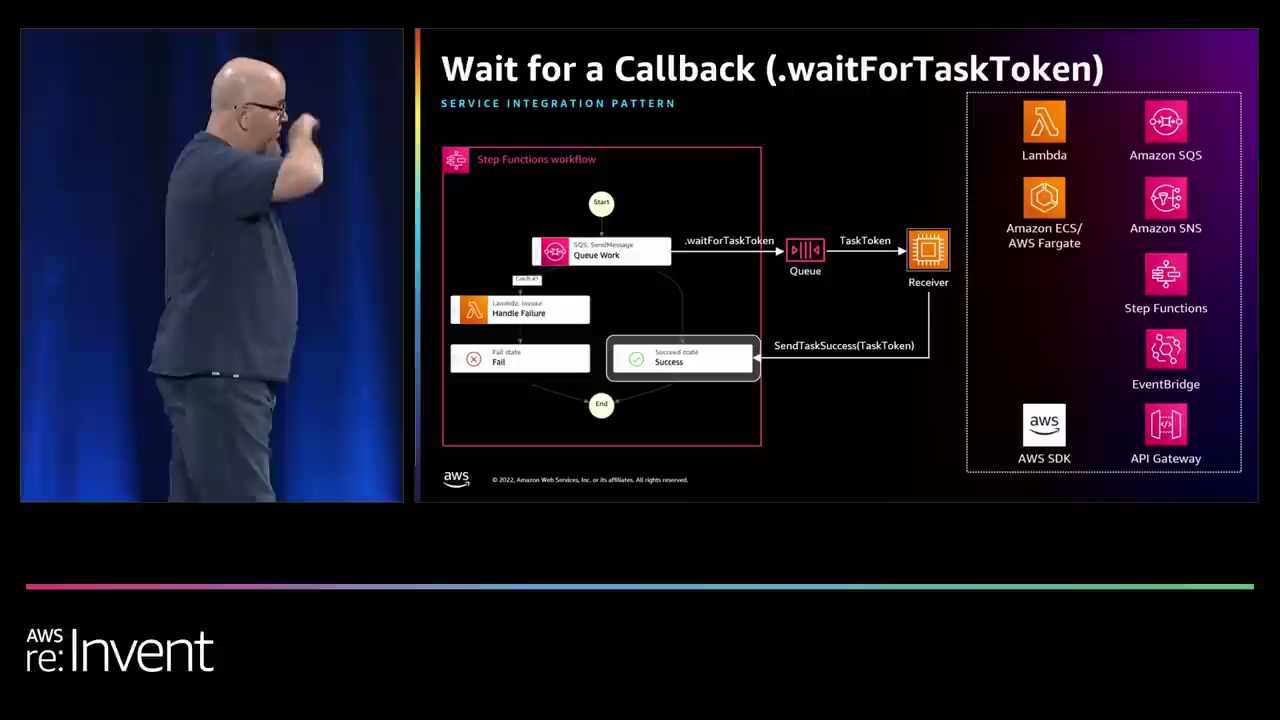 Wait for a Callback (.waitForTaskToken)
SERVICE INTEGRATION PATTERN
Step Functions workflow
Start
SQS: SendMessage
Queue Work
.waitForTaskToken
Queue
TaskToken
Receiver
Lambda: Invoke
Handle Failure
Fail state
Fail
Succeed state
Success
SendTaskSuccess(TaskToken)
End
Lambda
Amazon SQS
Amazon ECS/
AWS Fargate
Amazon SNS
Step Functions
EventBridge
aws
AWS SDK
API Gateway
aws
© 2022, Amazon Web Services, Inc. or its affiliates. All rights reserved.
AWS
re:Invent